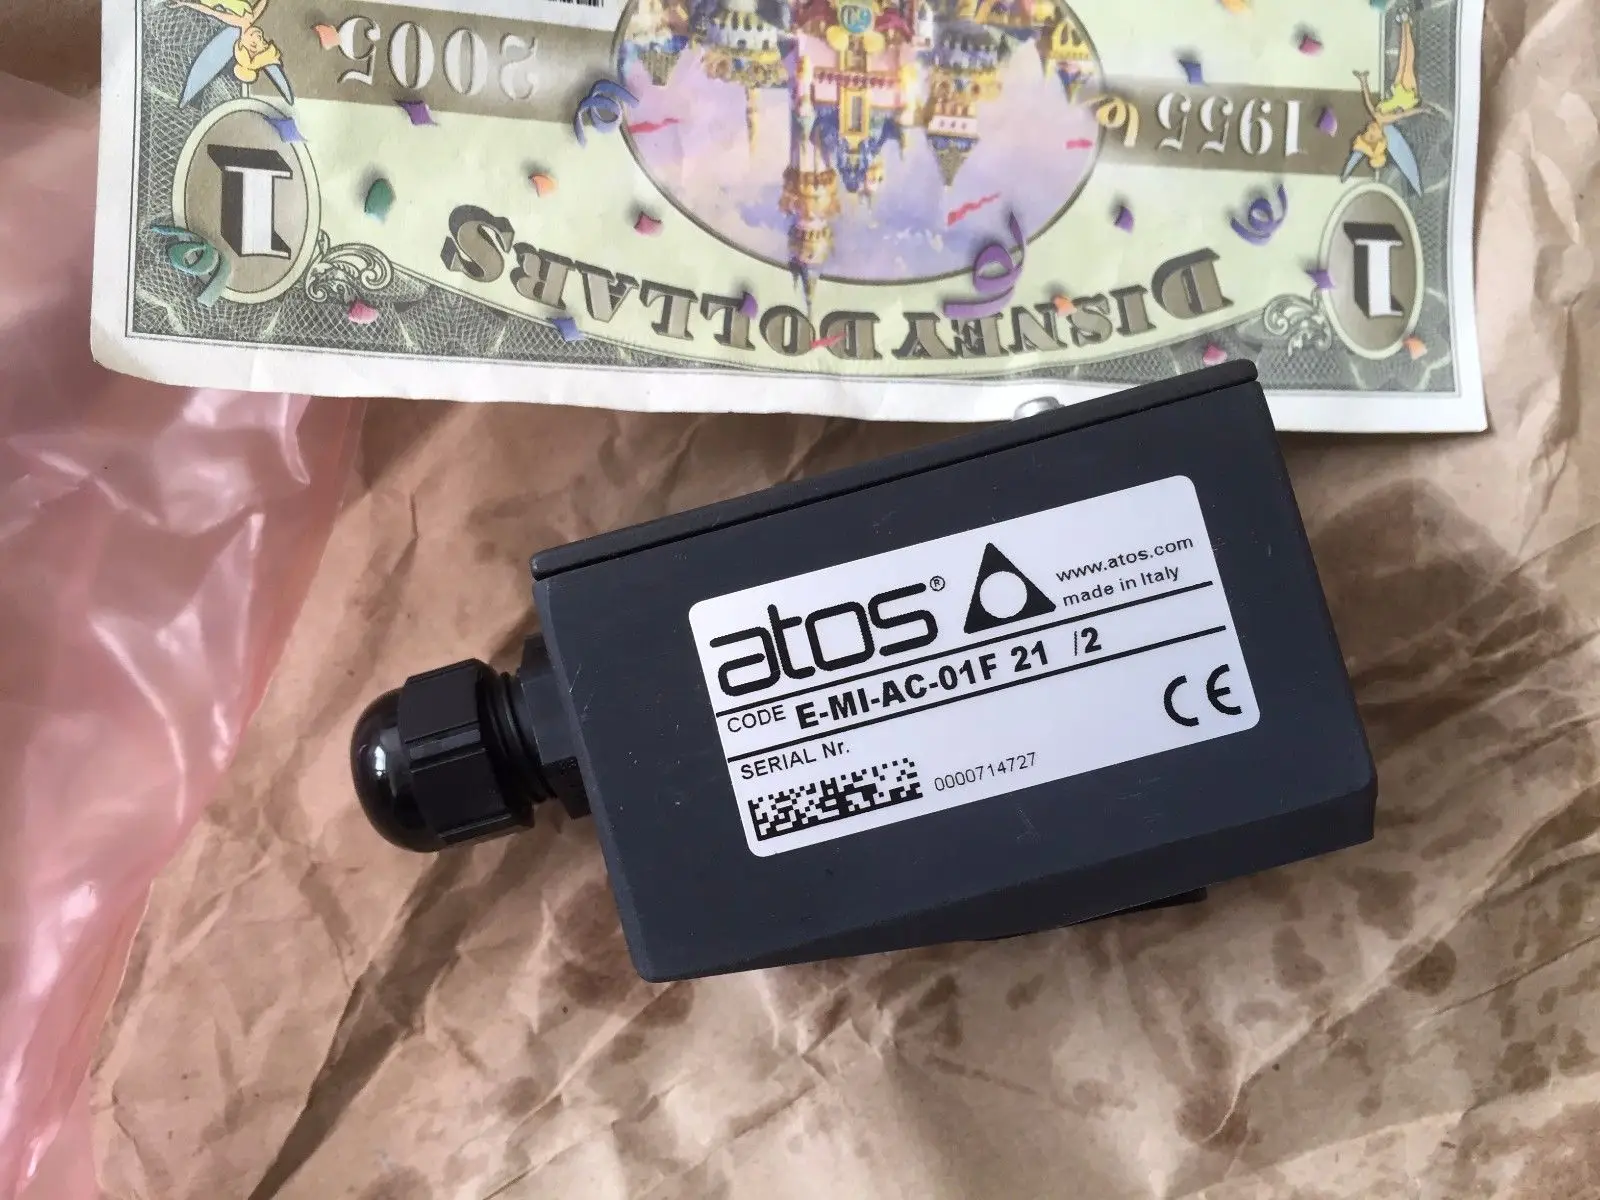 1955 to 2005
1 1
DISNEY DOLLARS
atos® www.atos.com
made in Italy
CODE E-MI-AC-01F 21 /2
SERIAL Nr. CE
0000714727